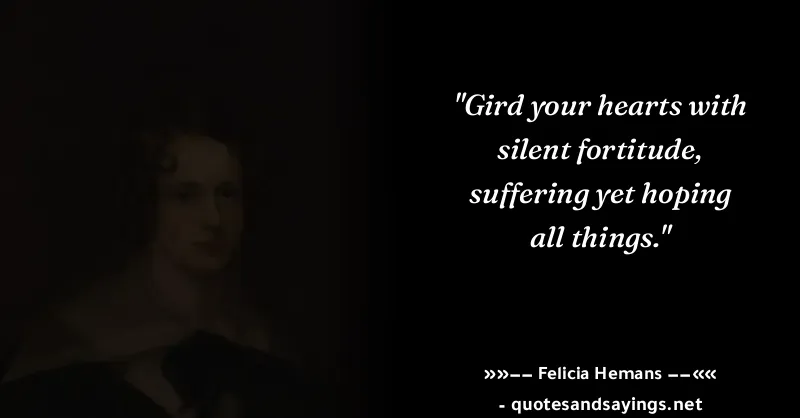 "Gird your hearts with
silent fortitude,
suffering yet hoping
all things."
»»–– Felicia Hemans ––««
- quotesandsayings.net